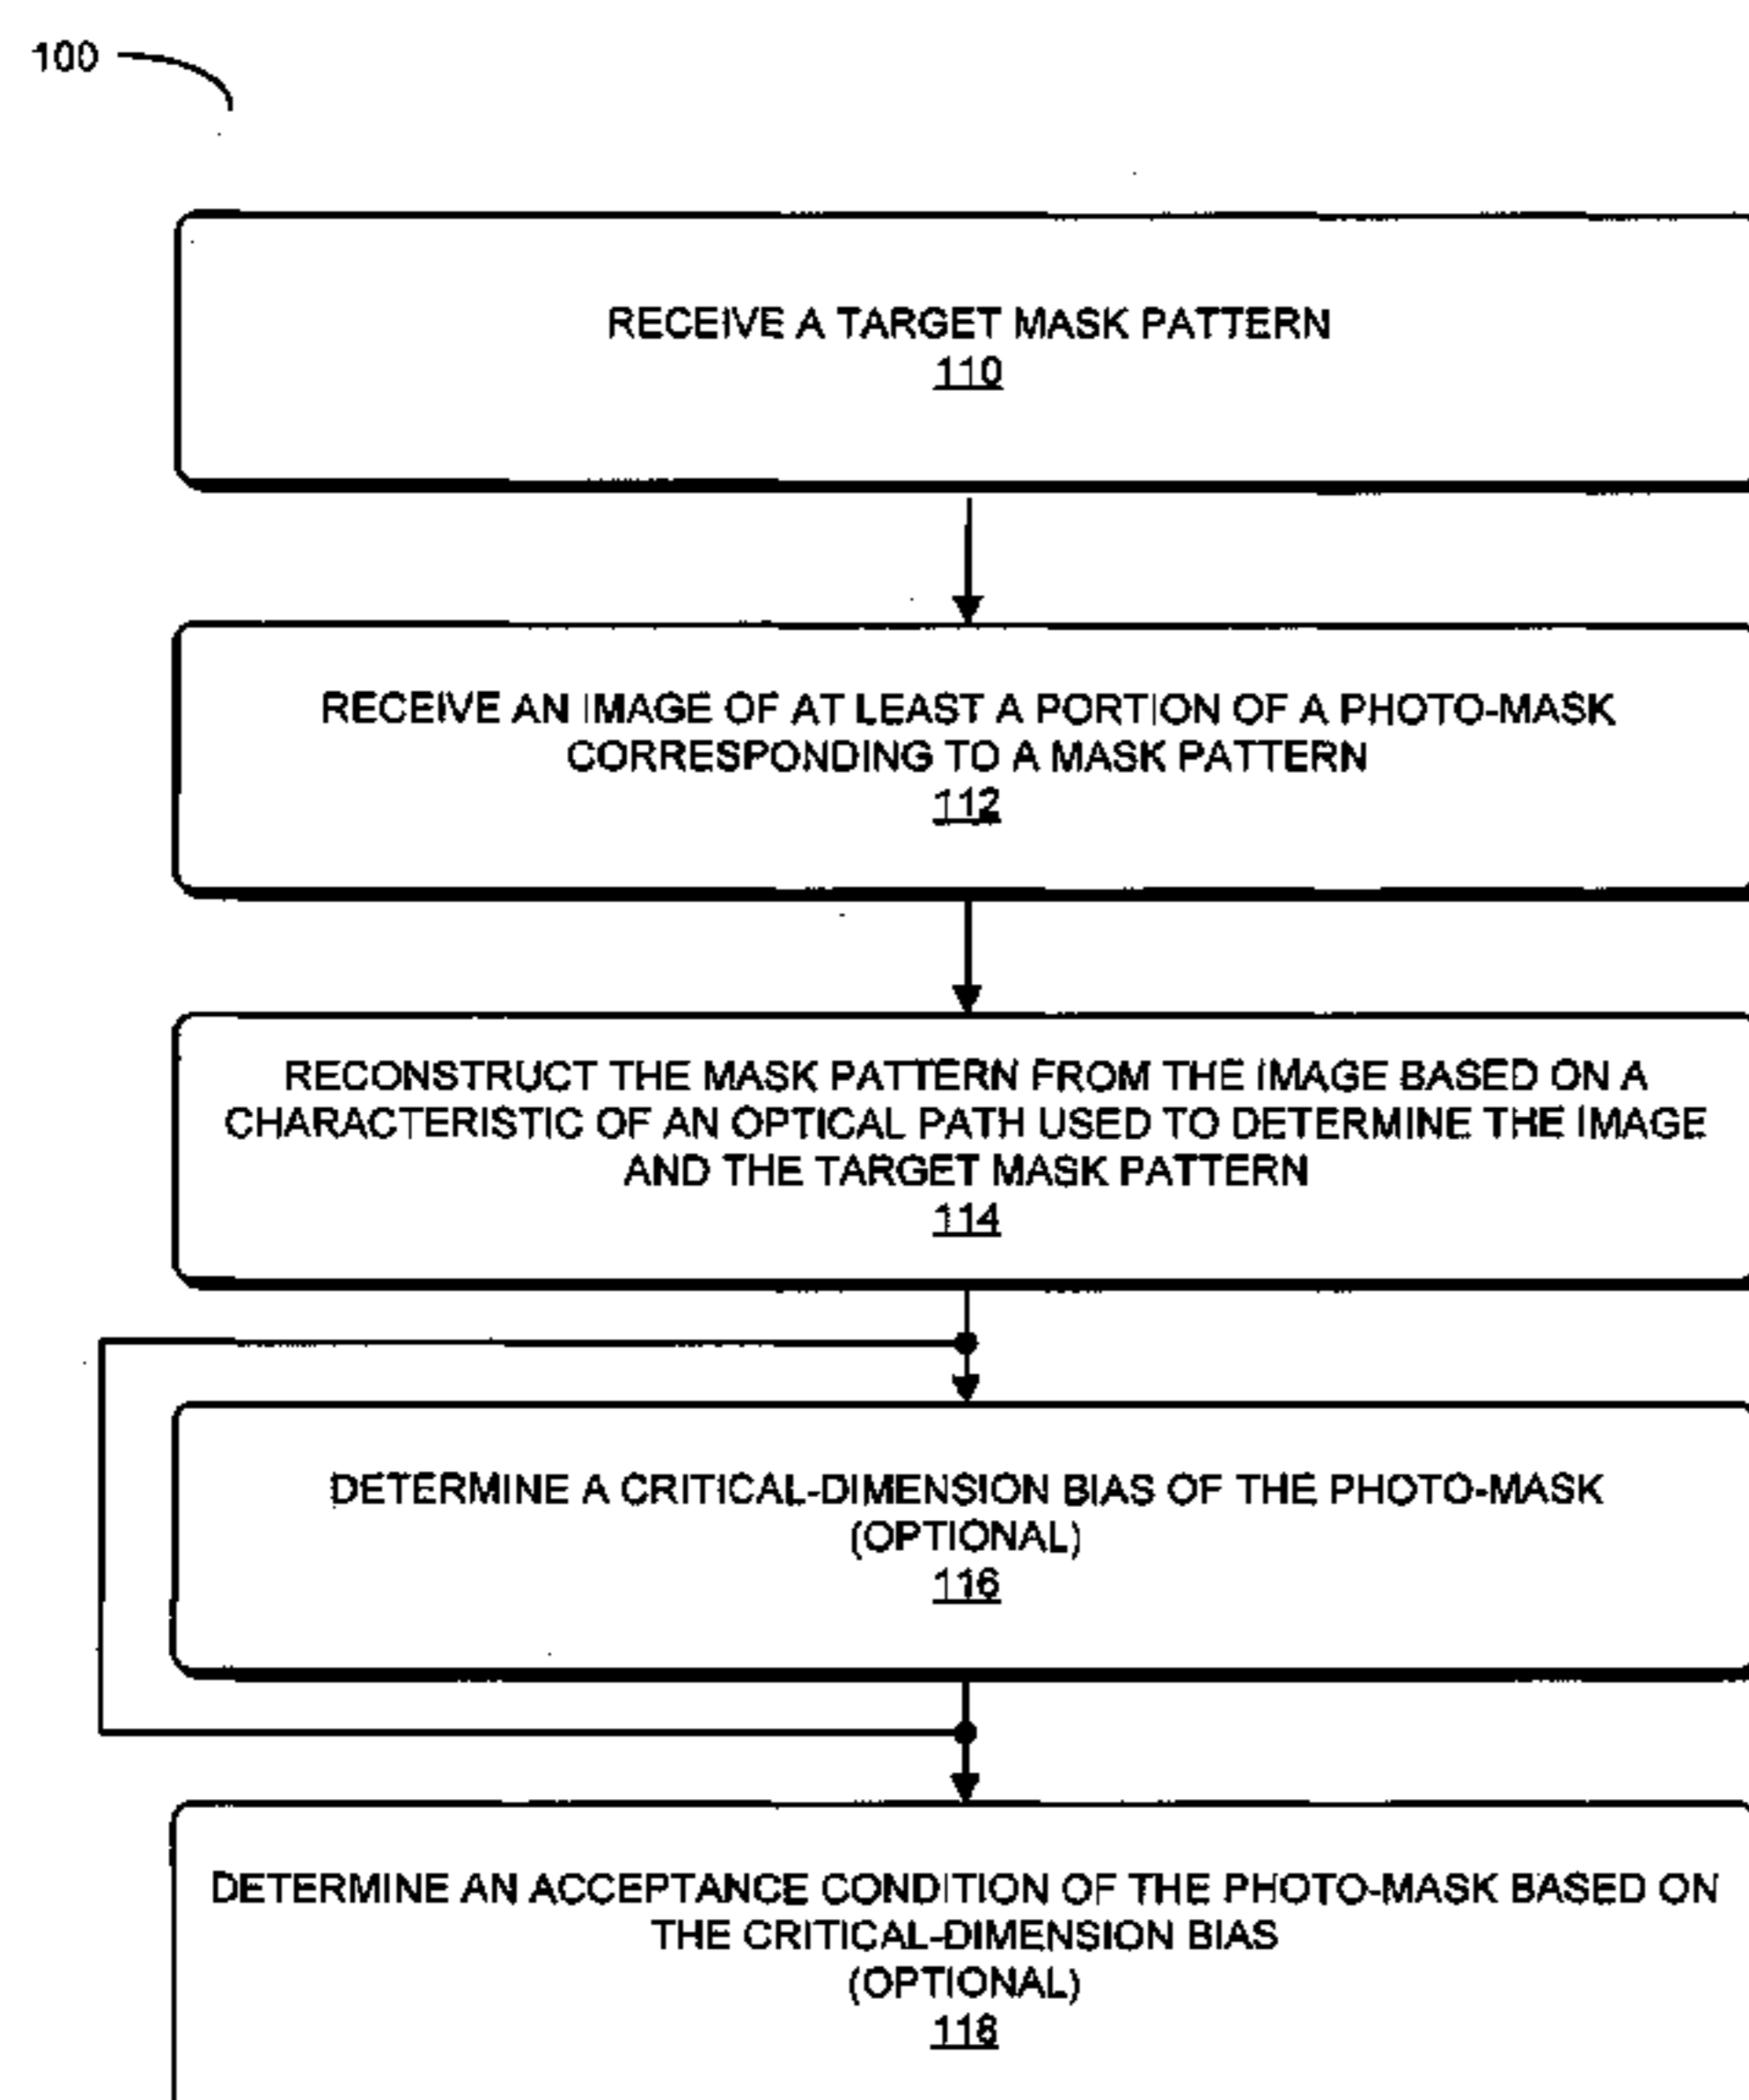 100
RECEIVE A TARGET MASK PATTERN
110
RECEIVE AN IMAGE OF AT LEAST A PORTION OF A PHOTO-MASK
CORRESPONDING TO A MASK PATTERN
112
RECONSTRUCT THE MASK PATTERN FROM THE IMAGE BASED ON A
CHARACTERISTIC OF AN OPTICAL PATH USED TO DETERMINE THE IMAGE
AND THE TARGET MASK PATTERN
114
DETERMINE A CRITICAL-DIMENSION BIAS OF THE PHOTO-MASK
(OPTIONAL)
116
DETERMINE AN ACCEPTANCE CONDITION OF THE PHOTO-MASK BASED ON
THE CRITICAL-DIMENSION BIAS
(OPTIONAL)
118